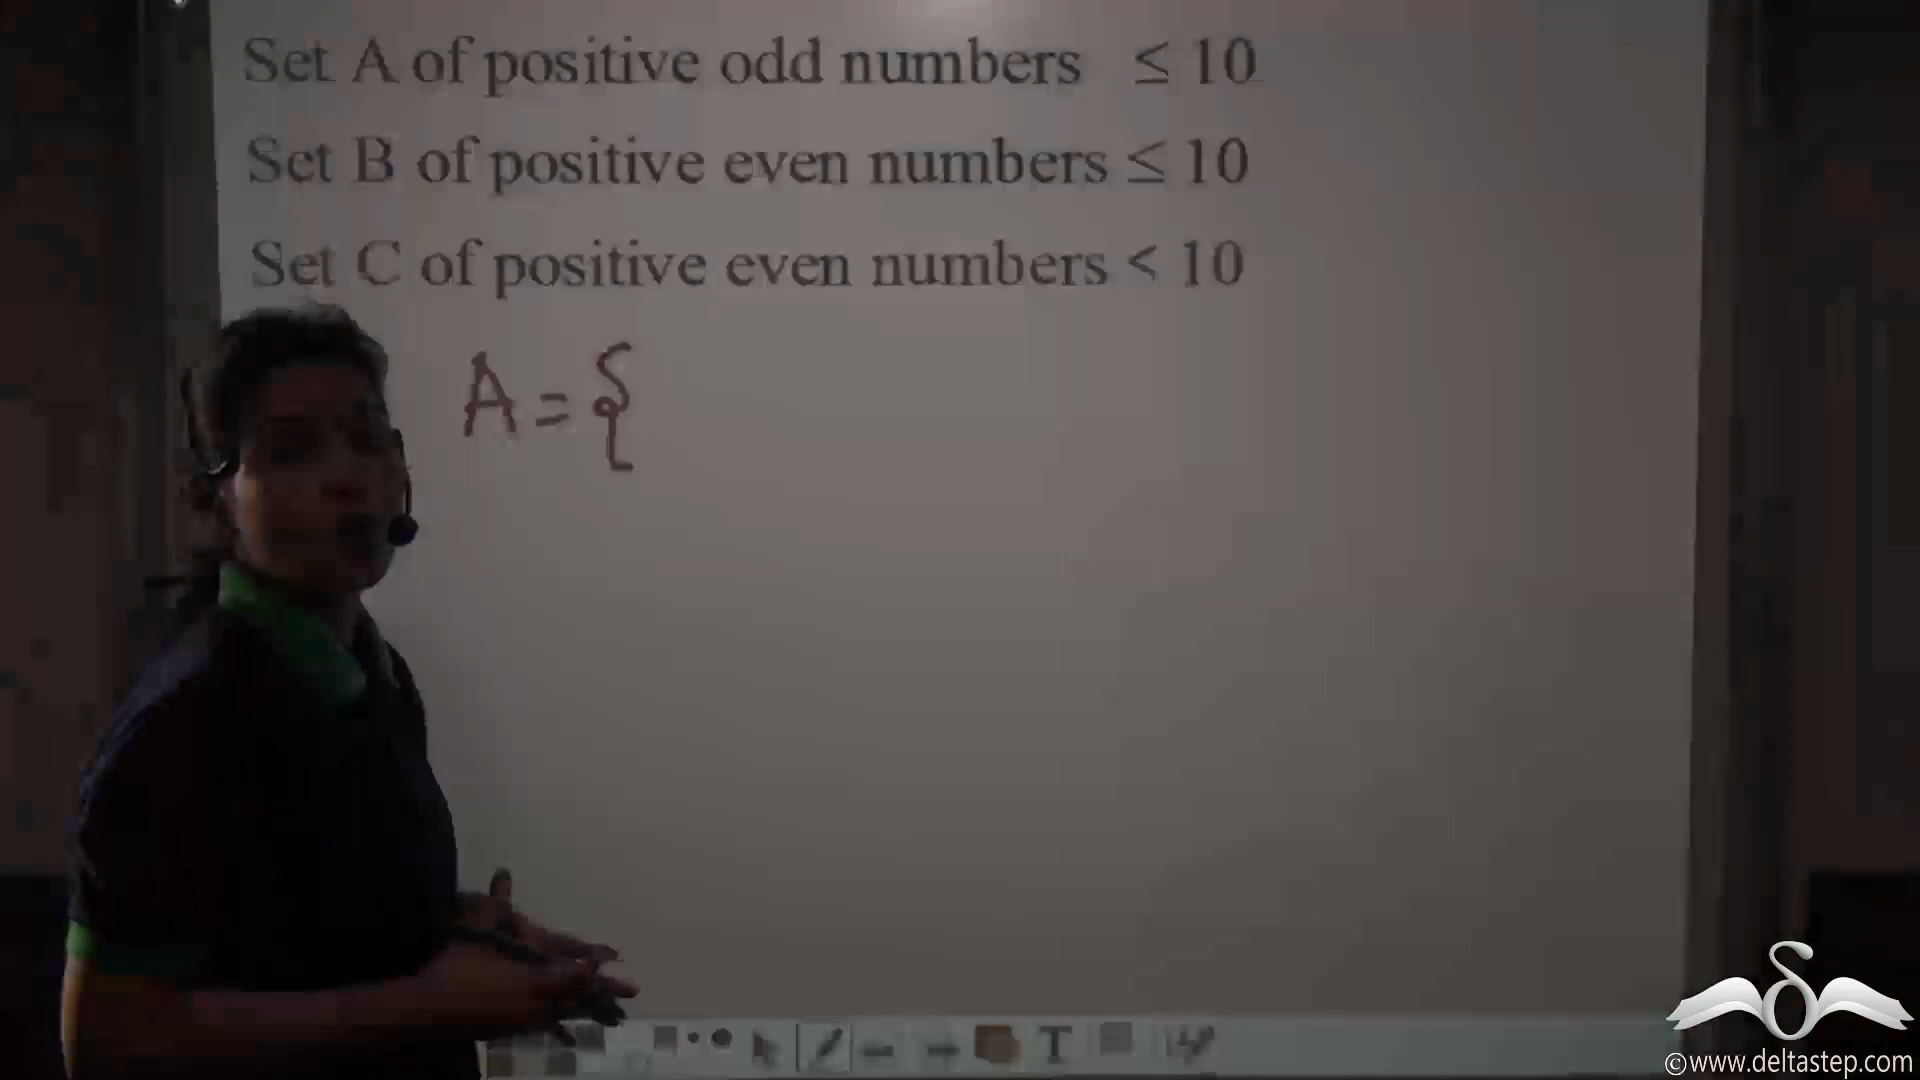 Set A of positive odd numbers ≤ 10
Set B of positive even numbers ≤ 10
Set C of positive even numbers < 10
A = {
T
©www.deltastep.com